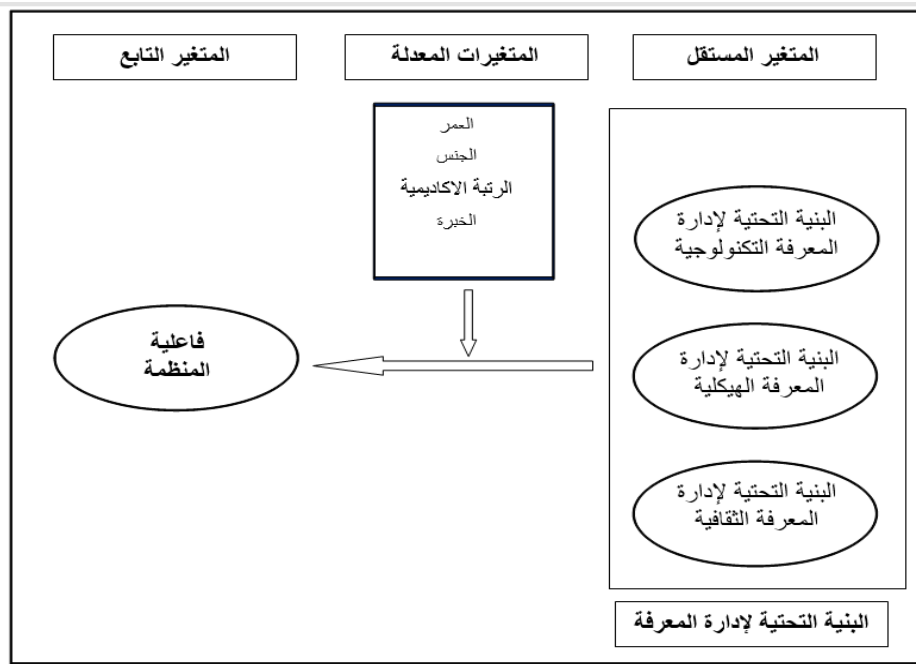 المتغير المستقل
المتغيرات المعدلة
المتغير التابع
العمر
الجنس
الرتبة الاكاديمية
الخبرة
البنية التحتية لإدارة
المعرفة التكنولوجية
البنية التحتية لإدارة
المعرفة الهيكلية
البنية التحتية لإدارة
المعرفة الثقافية
فاعلية
المنظمة
البنية التحتية لإدارة المعرفة